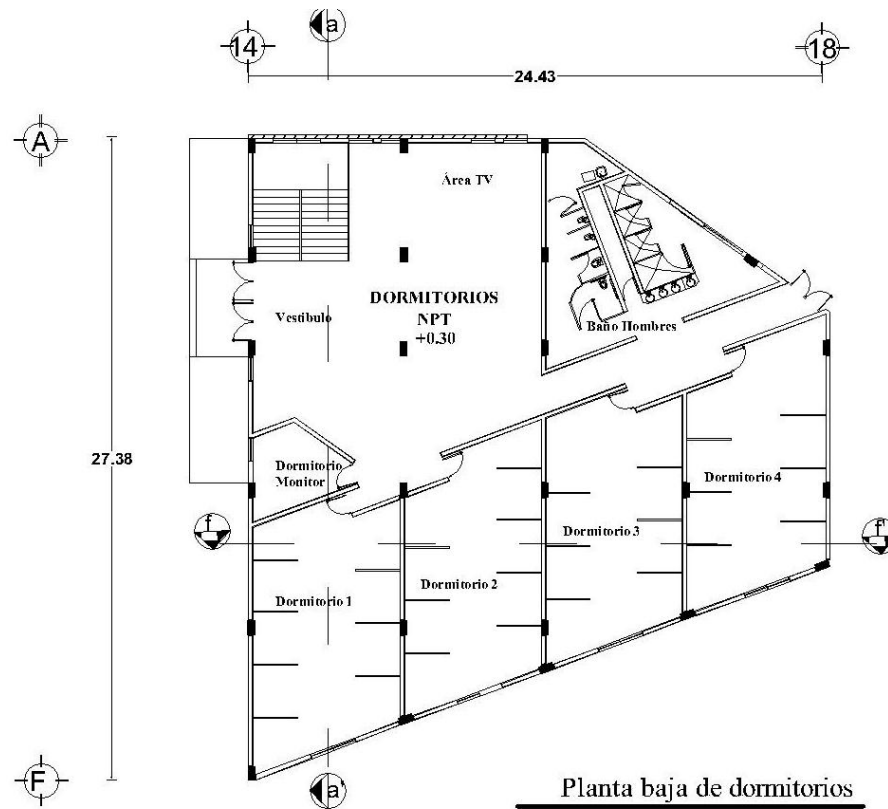 a
14
18
24.43
A
Área TV
DORMITORIOS
NPT
+0.30
Vestibulo
Baño Hombres
27.38
Dormitorio
Monitor
Dormitorio 4
f
f'
Dormitorio 3
Dormitorio 2
Dormitorio 1
F
a'
Planta baja de dormitorios